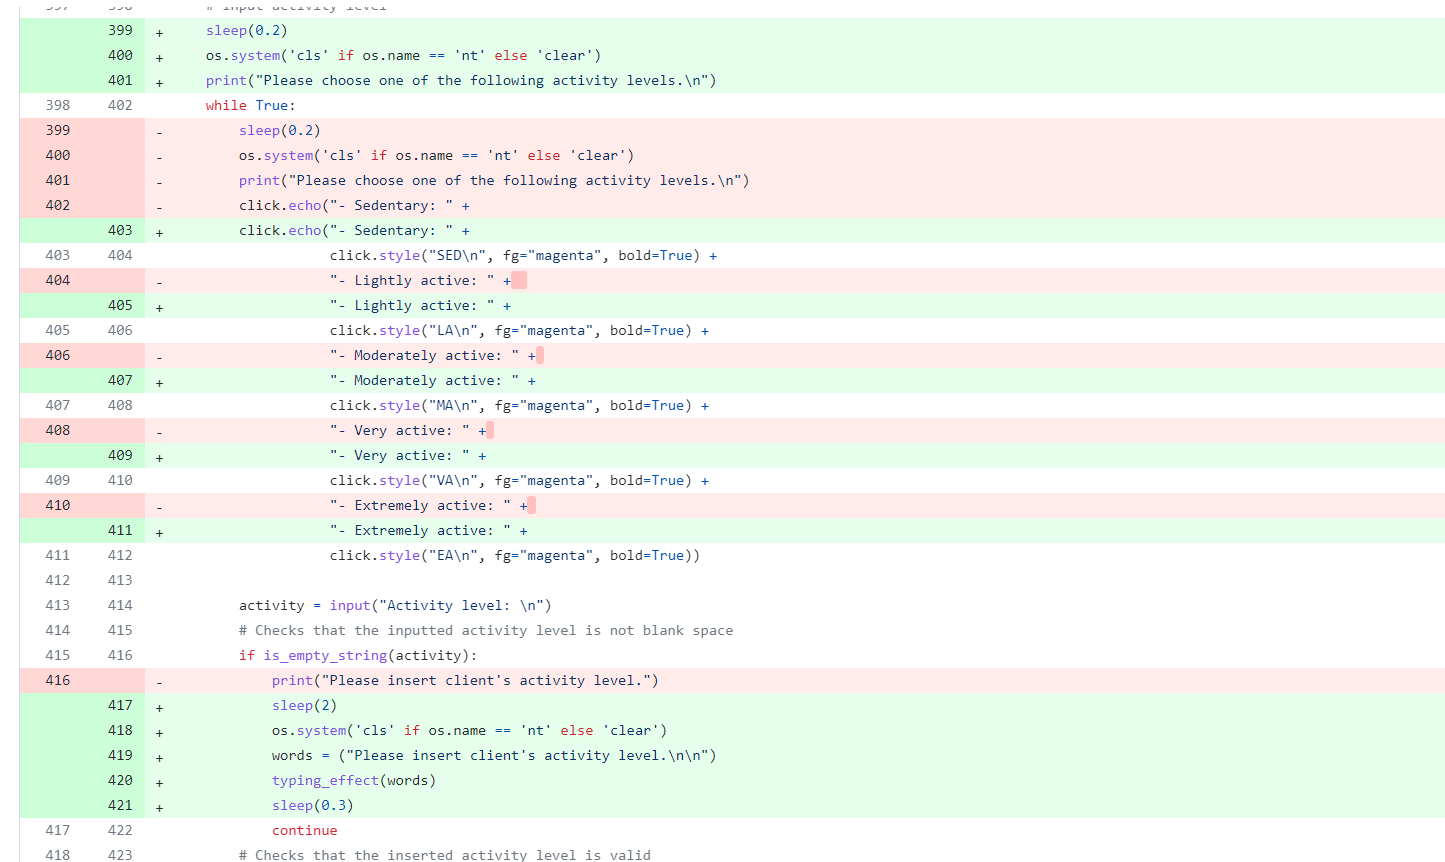 397 398 # Input activity level
399 + sleep(0.2)
400 + os.system('cls' if os.name == 'nt' else 'clear')
401 + print("Please choose one of the following activity levels.\n")
398 402 while True:
399 - sleep(0.2)
400 - os.system('cls' if os.name == 'nt' else 'clear')
401 - print("Please choose one of the following activity levels.\n")
402 - click.echo("- Sedentary: " +
403 + click.echo("- Sedentary: " +
403 404 click.style("SED\n", fg="magenta", bold=True) +
404 - "- Lightly active: " +
405 + "- Lightly active: " +
405 406 click.style("LA\n", fg="magenta", bold=True) +
406 - "- Moderately active: " +
407 + "- Moderately active: " +
407 408 click.style("MA\n", fg="magenta", bold=True) +
408 - "- Very active: " +
409 + "- Very active: " +
409 410 click.style("VA\n", fg="magenta", bold=True) +
410 - "- Extremely active: " +
411 + "- Extremely active: " +
411 412 click.style("EA\n", fg="magenta", bold=True))
412 413
413 414 activity = input("Activity level: \n")
414 415 # Checks that the inputted activity level is not blank space
415 416 if is_empty_string(activity):
416 - print("Please insert client's activity level.")
417 + sleep(2)
418 + os.system('cls' if os.name == 'nt' else 'clear')
419 + words = ("Please insert client's activity level.\n\n")
420 + typing_effect(words)
421 + sleep(0.3)
417 422 continue
418 423 # Checks that the inserted activity level is valid